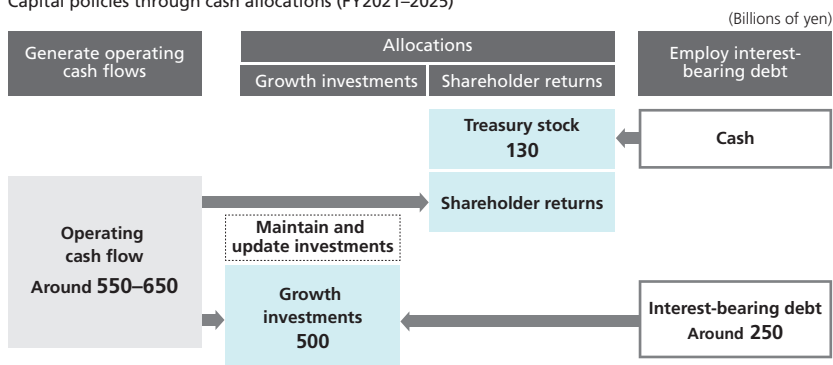 Capital policies through cash allocations (FY2021–2025)
(Billions of yen)
Generate operating
cash flows
Allocations
Growth investments
Shareholder returns
Employ interest-
bearing debt
Treasury stock
130
Cash
Shareholder returns
Operating
cash flow
Around 550–650
Maintain and
update investments
Growth
investments
500
Interest-bearing debt
Around 250